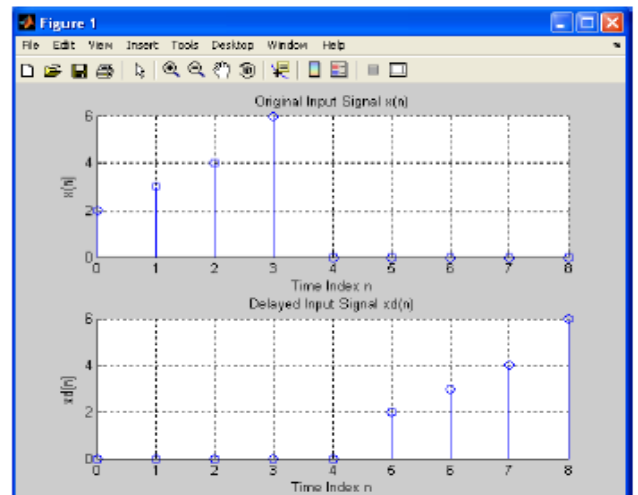 Figure 1
File Edit View Insert Tools Desktop Window Help
Original Input Signal x(n)
6
4
2
0
x(n)
0 1 2 3 4 5 6 7 8
Time Index n
Delayed Input Signal xd(n)
6
4
2
0
xd(n)
0 1 2 3 4 5 6 7 8
Time Index n